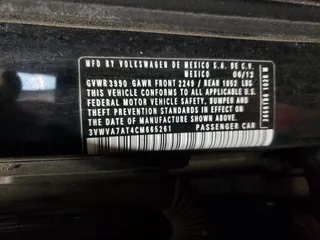 MFD BY VOLKSWAGEN DE MEXICO S.A. DE C.V.
MEXICO 06/12
GVWR 3990 GAWR FRONT 2249 / REAR 1852 LBS
THIS VEHICLE CONFORMS TO ALL APPLICABLE
FEDERAL MOTOR VEHICLE SAFETY, BUMPER AND
THEFT PREVENTION STANDARDS IN EFFECT ON
THE DATE OF MANUFACTURE SHOWN ABOVE.
3VWVA7AT4CM665261 PASSENGER CAR